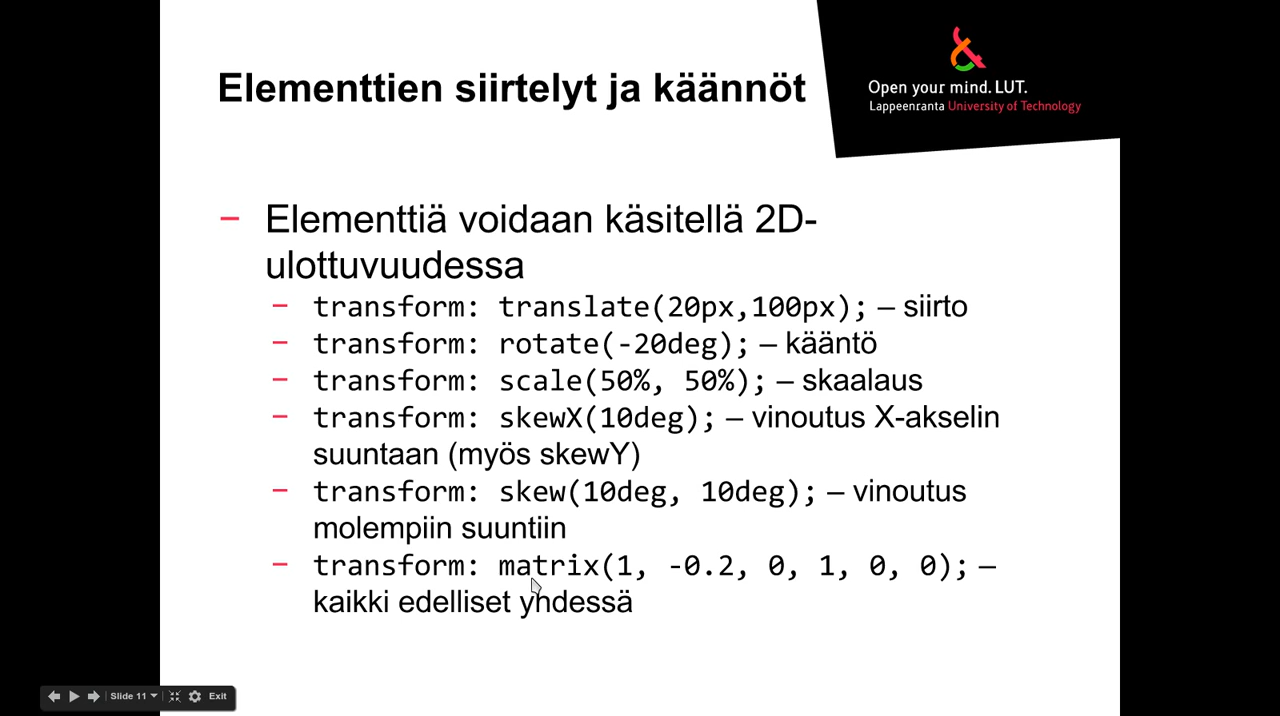 Elementtien siirtelyt ja käännöt
Open your mind. LUT.
Lappeenranta University of Technology
– Elementtiä voidaan käsitellä 2D-
ulottuvuudessa
– transform: translate(20px,100px); – siirto
– transform: rotate(-20deg); – kääntö
– transform: scale(50%, 50%); – skaalaus
– transform: skewX(10deg); – vinoutus X-akselin
suuntaan (myös skewY)
– transform: skew(10deg, 10deg); – vinoutus
molempiin suuntiin
– transform: matrix(1, -0.2, 0, 1, 0, 0); –
kaikki edelliset yhdessä
Slide 11 Exit